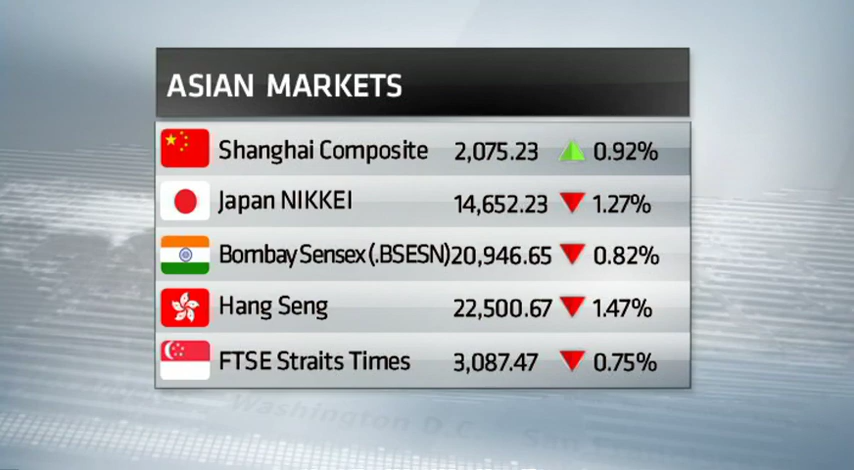 ASIAN MARKETS
Shanghai Composite 2,075.23 0.92%
Japan NIKKEI 14,652.23 1.27%
Bombay Sensex (.BSESN) 20,946.65 0.82%
Hang Seng 22,500.67 1.47%
FTSE Straits Times 3,087.47 0.75%
Washington D.C. San